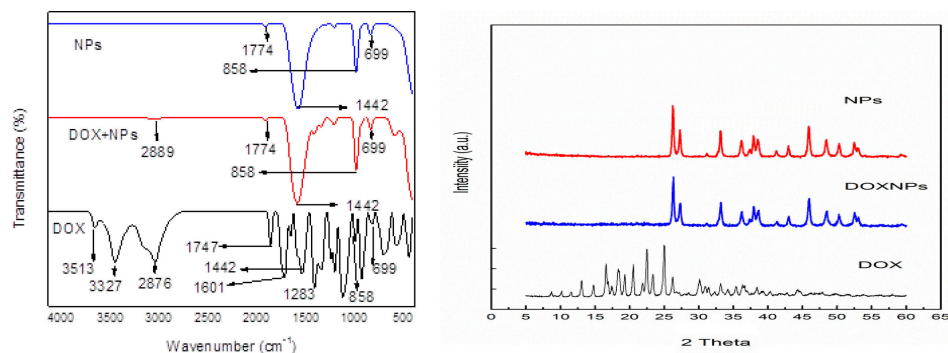 NPs
1774
699
858
1442
DOX+NPs
2889
1774
699
858
1442
DOX
1747
3513
3327
2876
1442
1601
1283
858
699
4000 3500 3000 2500 2000 1500 1000 500
Wavenumber (cm-1)
Transmittance (%)
NPs
DOXNPs
DOX
Intensiity (a.u.)
5 10 15 20 25 30 35 40 45 50 55 60 65
2 Theta